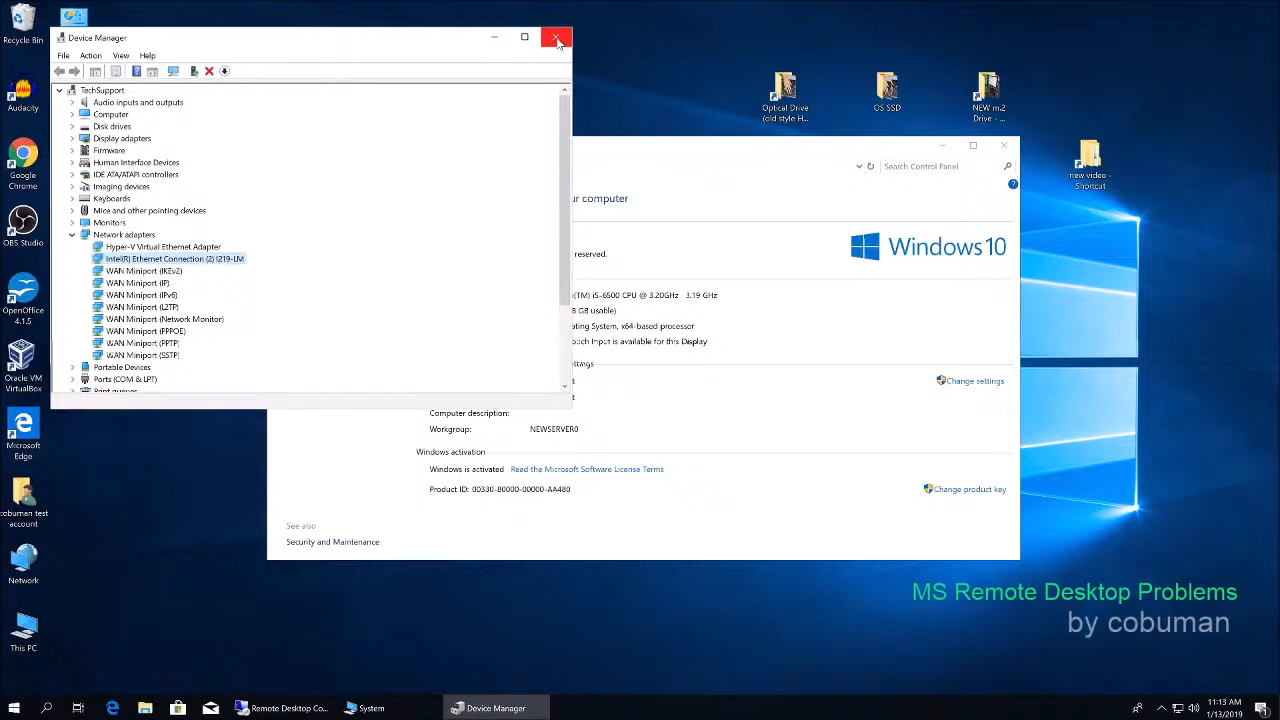 Recycle Bin
Audacity
Google Chrome
OBS Studio
OpenOffice 4.1.5
Oracle VM VirtualBox
Microsoft Edge
cobuman test account
Network
This PC
Device Manager
File Action View Help
TechSupport
Audio inputs and outputs
Computer
Disk drives
Display adapters
Firmware
Human Interface Devices
IDE ATA/ATAPI controllers
Imaging devices
Keyboards
Mice and other pointing devices
Monitors
Network adapters
Hyper-V Virtual Ethernet Adapter
Intel(R) Ethernet Connection (2) I219-LM
WAN Miniport (IKEv2)
WAN Miniport (IP)
WAN Miniport (IPv6)
WAN Miniport (L2TP)
WAN Miniport (Network Monitor)
WAN Miniport (PPPOE)
WAN Miniport (PPTP)
WAN Miniport (SSTP)
Portable Devices
Ports (COM & LPT)
Print queues
Optical Drive (old style H...
OS SSD
NEW m.2 Drive - ...
new video - Shortcut
Search Control Panel
ur computer
reserved.
Windows 10
(TM) i5-6500 CPU @ 3.20GHz 3.19 GHz
8 GB usable)
ating System, x64-based processor
ouch Input is available for this Display
ettings
Change settings
t
t
Computer description:
Workgroup: NEWSERVER0
Windows activation
Windows is activated Read the Microsoft Software License Terms
Product ID: 00330-80000-00000-AA480
Change product key
See also
Security and Maintenance
MS Remote Desktop Problems
by cobuman
Remote Desktop Co...
System
Device Manager
11:13 AM
1/13/2019
1